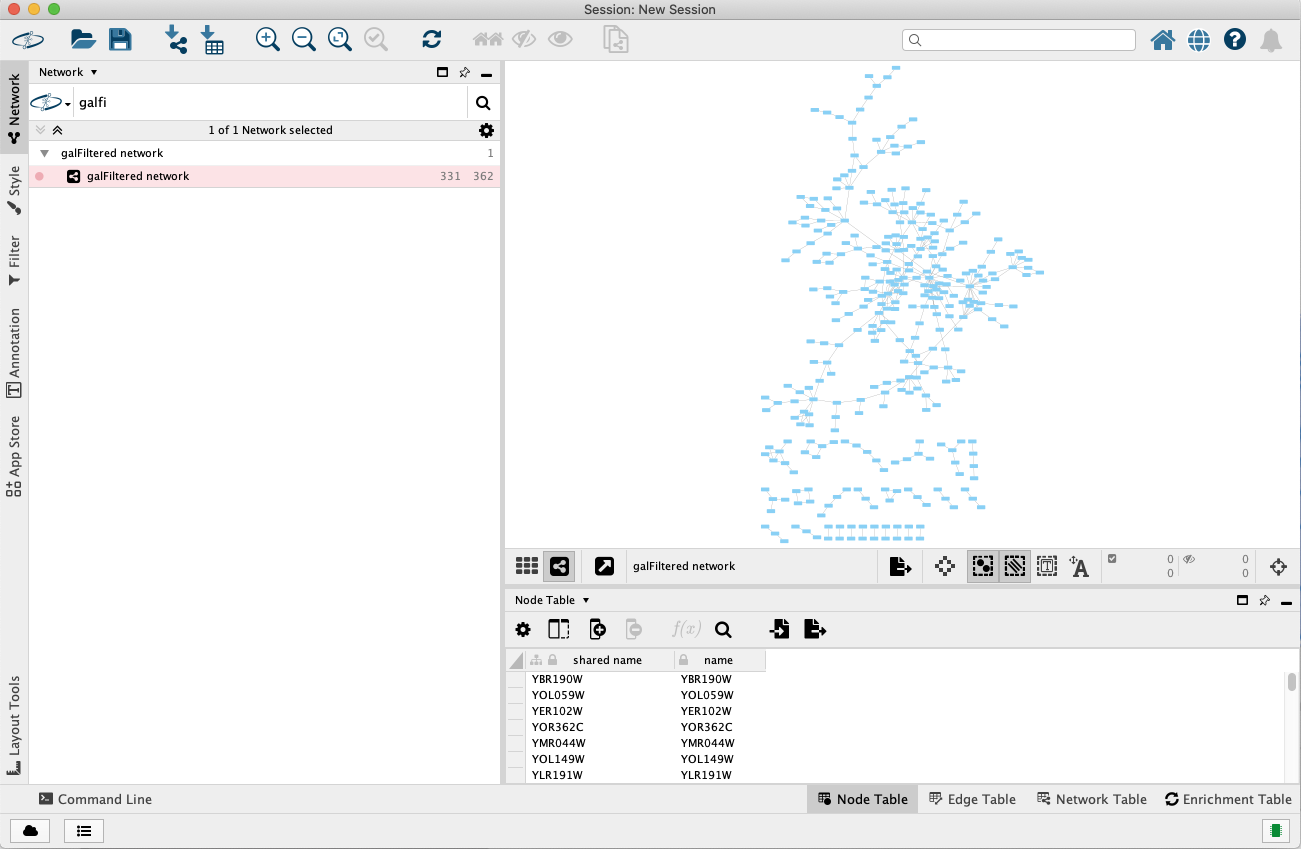 Session: New Session
Network
Network
galfi
1 of 1 Network selected
galFiltered network 1
galFiltered network 331 362
Style
Filter
Annotation
App Store
Layout Tools
galFiltered network
0 0
0 0
Node Table
f(x)
shared name name
YBR190W YBR190W
YOL059W YOL059W
YER102W YER102W
YOR362C YOR362C
YMR044W YMR044W
YOL149W YOL149W
YLR191W YLR191W
Command Line
Node Table Edge Table Network Table Enrichment Table